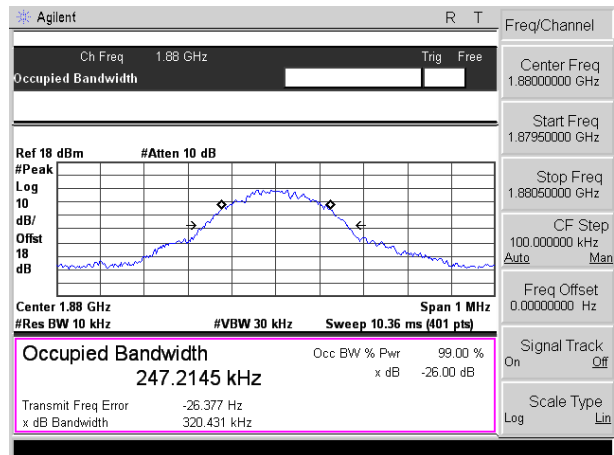 Agilent R T
Freq/Channel
Ch Freq 1.88 GHz Trig Free
Occupied Bandwidth
Center Freq
1.88000000 GHz
Start Freq
1.87950000 GHz
Stop Freq
1.88050000 GHz
CF Step
100.000000 kHz
Auto Man
Freq Offset
0.00000000 Hz
Signal Track
On Off
Scale Type
Log Lin
Ref 18 dBm #Atten 10 dB
#Peak
Log
10
dB/
Offst
18
dB
Center 1.88 GHz Span 1 MHz
#Res BW 10 kHz #VBW 30 kHz Sweep 10.36 ms (401 pts)
Occupied Bandwidth Occ BW % Pwr 99.00 %
247.2145 kHz x dB -26.00 dB
Transmit Freq Error -26.377 Hz
x dB Bandwidth 320.431 kHz